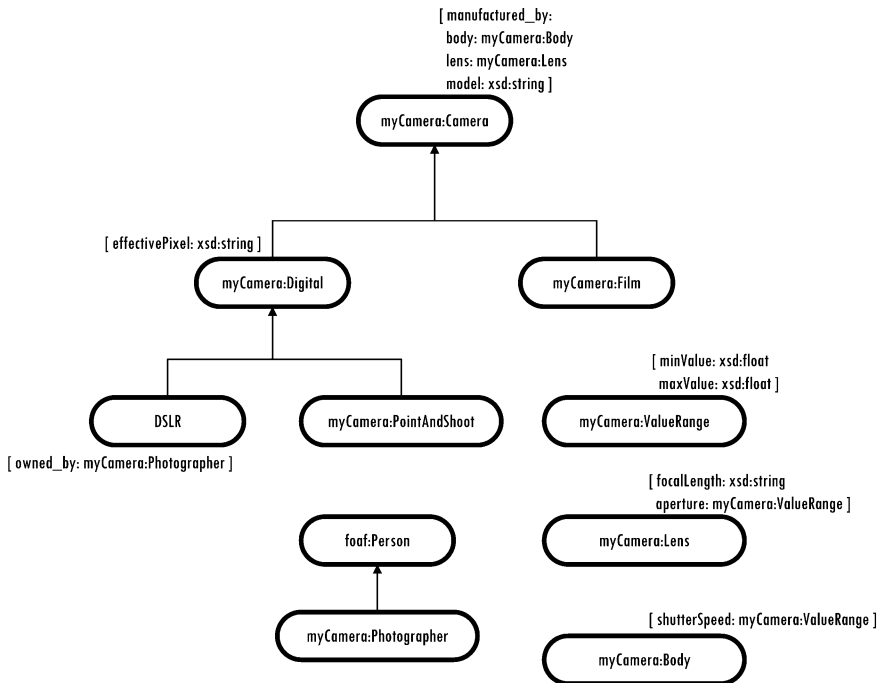 [ manufactured_by:
body: myCamera:Body
lens: myCamera:Lens
model: xsd:string ]
myCamera:Camera
[ effectivePixel: xsd:string ]
myCamera:Digital
myCamera:Film
[ minValue: xsd:float
maxValue: xsd:float ]
DSLR
myCamera:PointAndShoot
myCamera:ValueRange
[ owned_by: myCamera:Photographer ]
[ focalLength: xsd:string
aperture: myCamera:ValueRange ]
foaf:Person
myCamera:Lens
[ shutterSpeed: myCamera:ValueRange ]
myCamera:Photographer
myCamera:Body